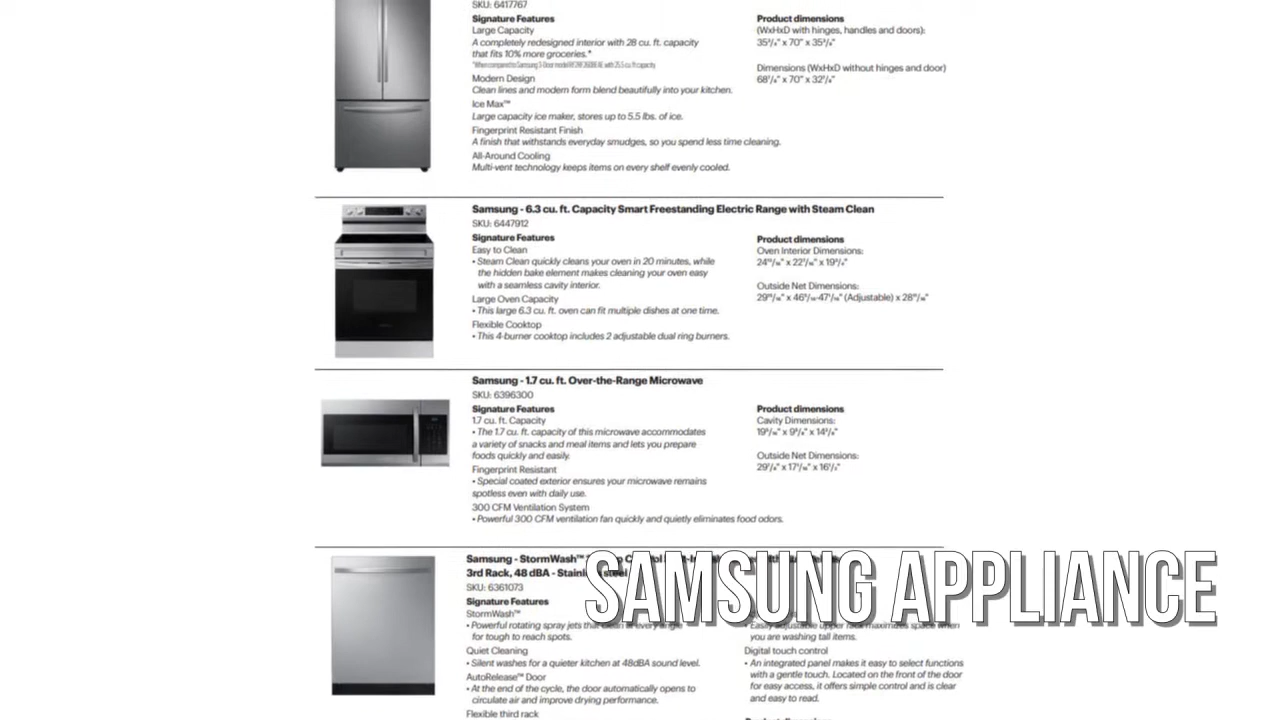 SKU: 6417767
Signature Features
Large Capacity
A completely redesigned interior with 28 cu. ft. capacity
that fits 10% more groceries.*
Modern Design
Clean lines and modern form blend beautifully into your kitchen.
Ice Max™
Large capacity ice maker, stores up to 5.5 lbs. of ice.
Fingerprint Resistant Finish
A finish that withstands everyday smudges, so you spend less time cleaning.
All-Around Cooling
Multi-vent technology keeps items on every shelf evenly cooled.
Product dimensions
(WxHxD with hinges, handles and doors):
Dimensions (WxHxD without hinges and door)
Samsung - 6.3 cu. ft. Capacity Smart Freestanding Electric Range with Steam Clean
SKU: 6447912
Signature Features
Easy to Clean
• Steam Clean quickly cleans your oven in 20 minutes, while
the hidden bake element makes cleaning your oven easy
with a seamless cavity interior.
Large Oven Capacity
• This large 6.3 cu. ft. oven can fit multiple dishes at one time.
Flexible Cooktop
• This 4-burner cooktop includes 2 adjustable dual ring burners.
Product dimensions
Oven Interior Dimensions:
Outside Net Dimensions:
(Adjustable)
Samsung - 1.7 cu. ft. Over-the-Range Microwave
SKU: 6396300
Signature Features
1.7 cu. ft. Capacity
• The 1.7 cu. ft. capacity of this microwave accommodates
a variety of snacks and meal items and lets you prepare
foods quickly and easily.
Fingerprint Resistant
• Special coated exterior ensures your microwave remains
spotless even with daily use.
300 CFM Ventilation System
• Powerful 300 CFM ventilation fan quickly and quietly eliminates food odors.
Product dimensions
Cavity Dimensions:
Outside Net Dimensions:
Samsung - StormWash™
3rd Rack, 48 dBA - Stainless steel
SKU: 6361073
Signature Features
StormWash™
• Powerful rotating spray jets that clean at every angle
for tough to reach spots.
Quiet Cleaning
• Silent washes for a quieter kitchen at 48dBA sound level.
AutoRelease™ Door
• At the end of the cycle, the door automatically opens to
circulate air and improve drying performance.
Flexible third rack
• Easily adjustable upper rack maximizes space when
you are washing tall items.
Digital touch control
• An integrated panel makes it easy to select functions
with a gentle touch. Located on the front of the door
for easy access, it offers simple control and is clear
and easy to read.
SAMSUNG APPLIANCE